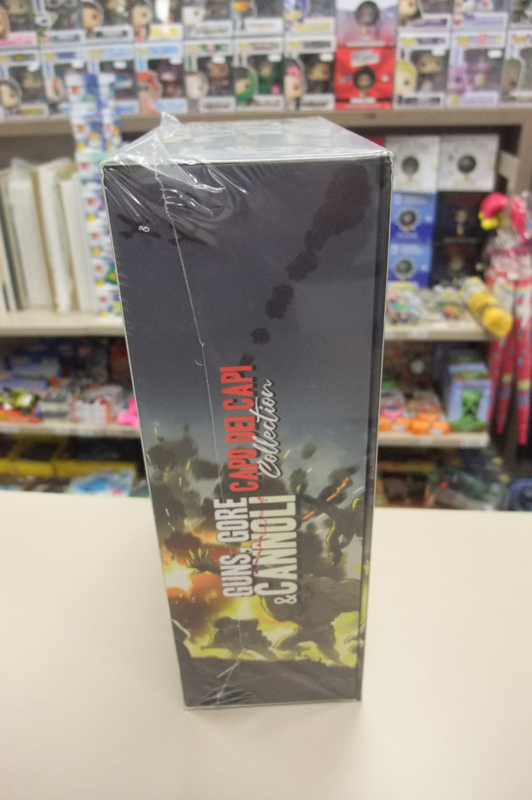 GUNS, GORE
& CANNOLI
CAPO DEI CAPI
Collection